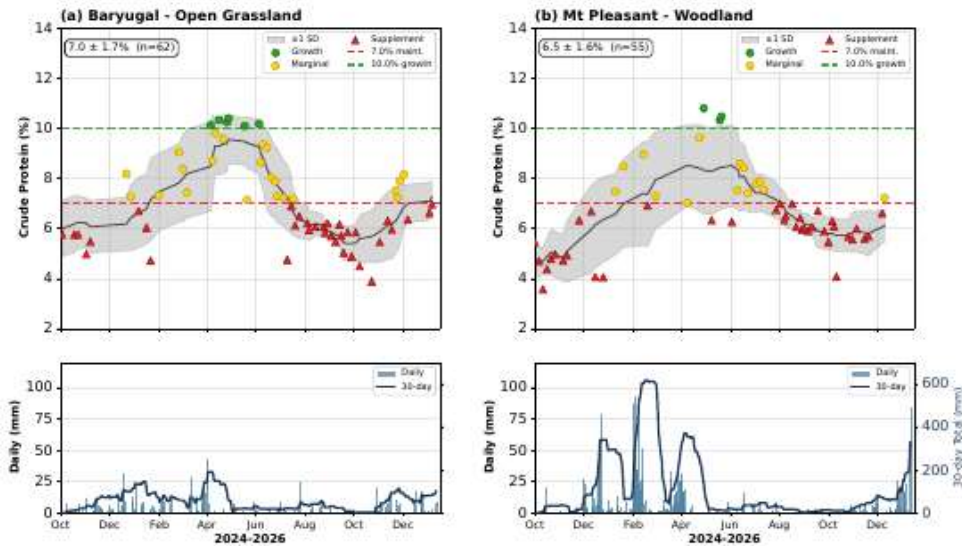 (a) Baryugal - Open Grassland
(b) Mt Pleasant - Woodland
14
12
10
8
6
4
2
Crude Protein (%)
7.0 ± 1.7% (n=62)
±1 SD
Growth
Marginal
Supplement
7.0% maint.
10.0% growth
14
12
10
8
6
4
2
Crude Protein (%)
6.5 ± 1.6% (n=55)
±1 SD
Growth
Marginal
Supplement
7.0% maint.
10.0% growth
100
75
50
25
0
Daily (mm)
Daily
30-day
Oct Dec Feb Apr Jun Aug Oct Dec
2024-2026
100
75
50
25
0
Daily (mm)
Daily
30-day
600
400
200
0
30-day Total (mm)
Oct Dec Feb Apr Jun Aug Oct Dec
2024-2026